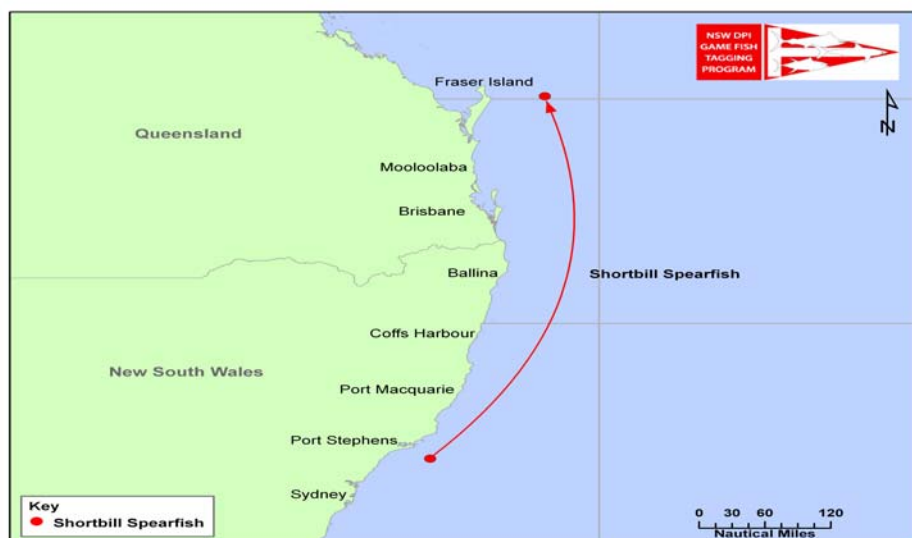 NSW DPI
GAME FISH
TAGGING
PROGRAM
Fraser Island
N
Queensland
Mooloolaba
Brisbane
Ballina
Shortbill Spearfish
Coffs Harbour
New South Wales
Port Macquarie
Port Stephens
Sydney
Key
Shortbill Spearfish
0 30 60 120
Nautical Miles